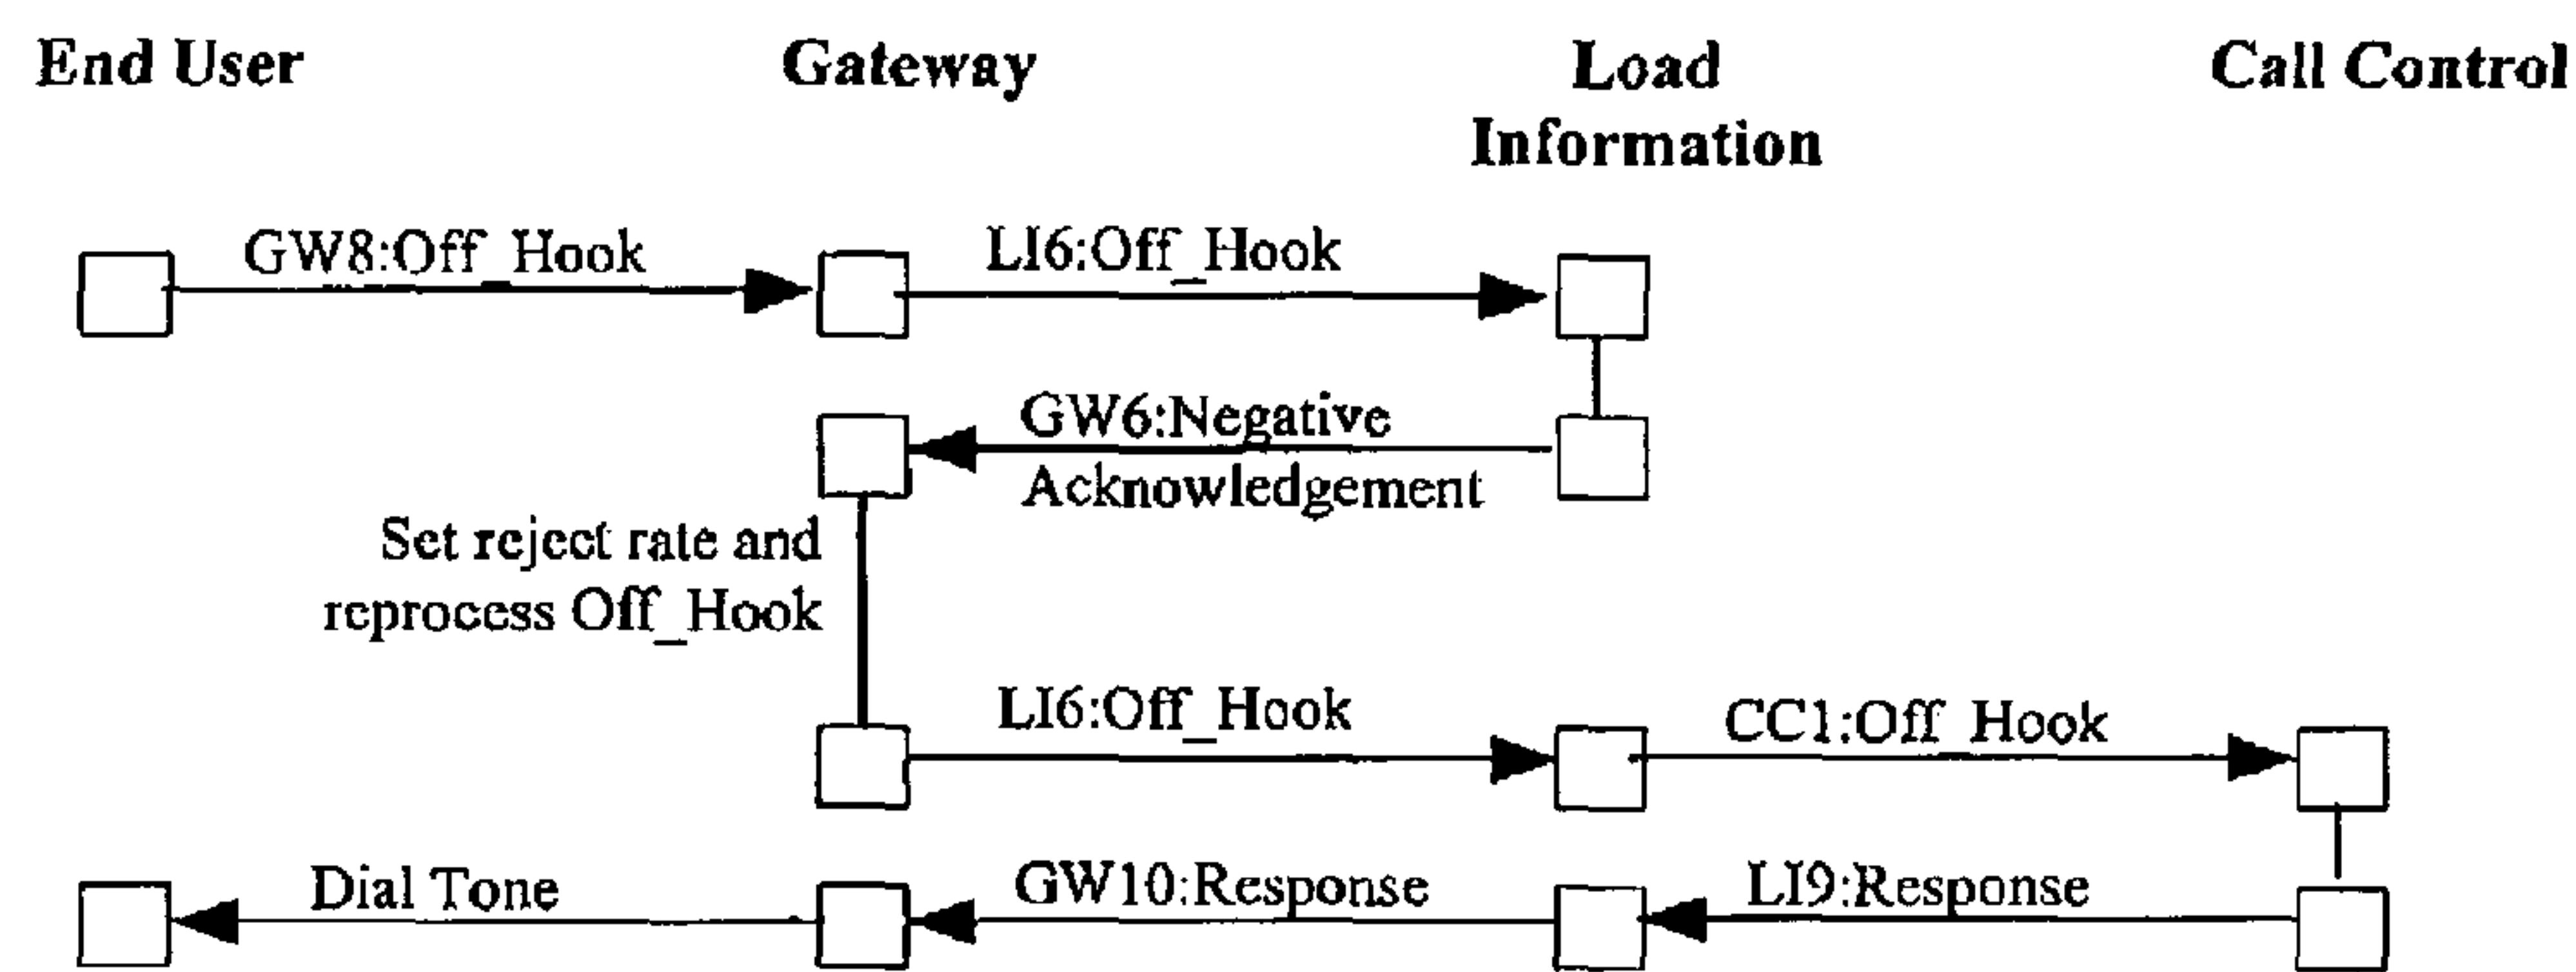 End User
Gateway
Load
Information
Call Control
GW8:Off_Hook
LI6:Off_Hook
GW6:Negative
Acknowledgement
Set reject rate and
reprocess Off_Hook
LI6:Off_Hook
CC1:Off_Hook
Dial Tone
GW10:Response
LI9:Response